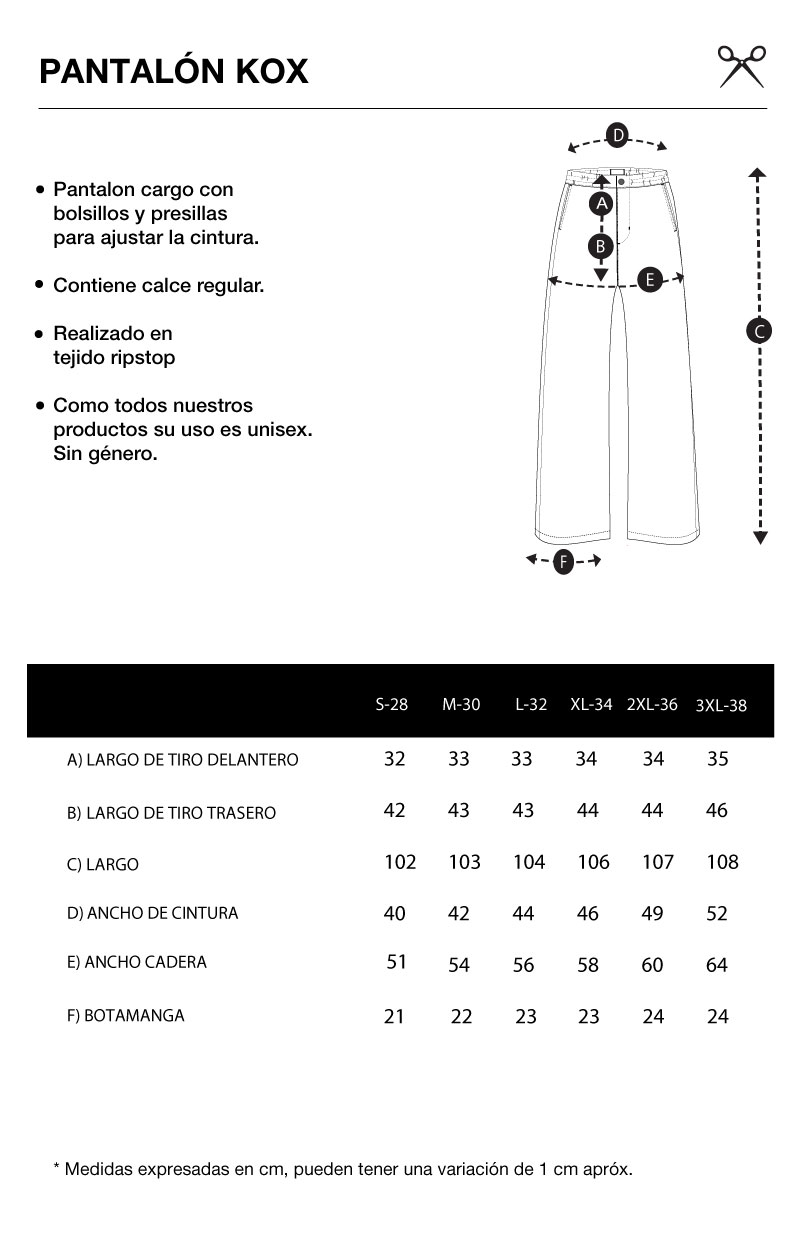 PANTALÓN KOX
D
• Pantalon cargo con
bolsillos y presillas
para ajustar la cintura.
• Contiene calce regular.
• Realizado en
tejido ripstop
• Como todos nuestros
productos su uso es unisex.
Sin género.
A
B
E
C
F
S-28 M-30 L-32 XL-34 2XL-36 3XL-38
A) LARGO DE TIRO DELANTERO 32 33 33 34 34 35
B) LARGO DE TIRO TRASERO 42 43 43 44 44 46
C) LARGO 102 103 104 106 107 108
D) ANCHO DE CINTURA 40 42 44 46 49 52
E) ANCHO CADERA 51 54 56 58 60 64
F) BOTAMANGA 21 22 23 23 24 24
* Medidas expresadas en cm, pueden tener una variación de 1 cm apróx.